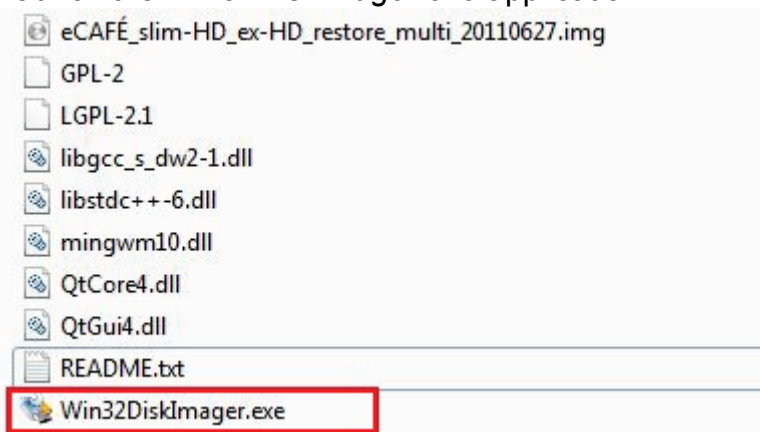 eCAFÉ_slim-HD_ex-HD_restore_multi_20110627.img
GPL-2
LGPL-2.1
libgcc_s_dw2-1.dll
libstdc++-6.dll
mingwm10.dll
QtCore4.dll
QtGui4.dll
README.txt
Win32DiskImager.exe